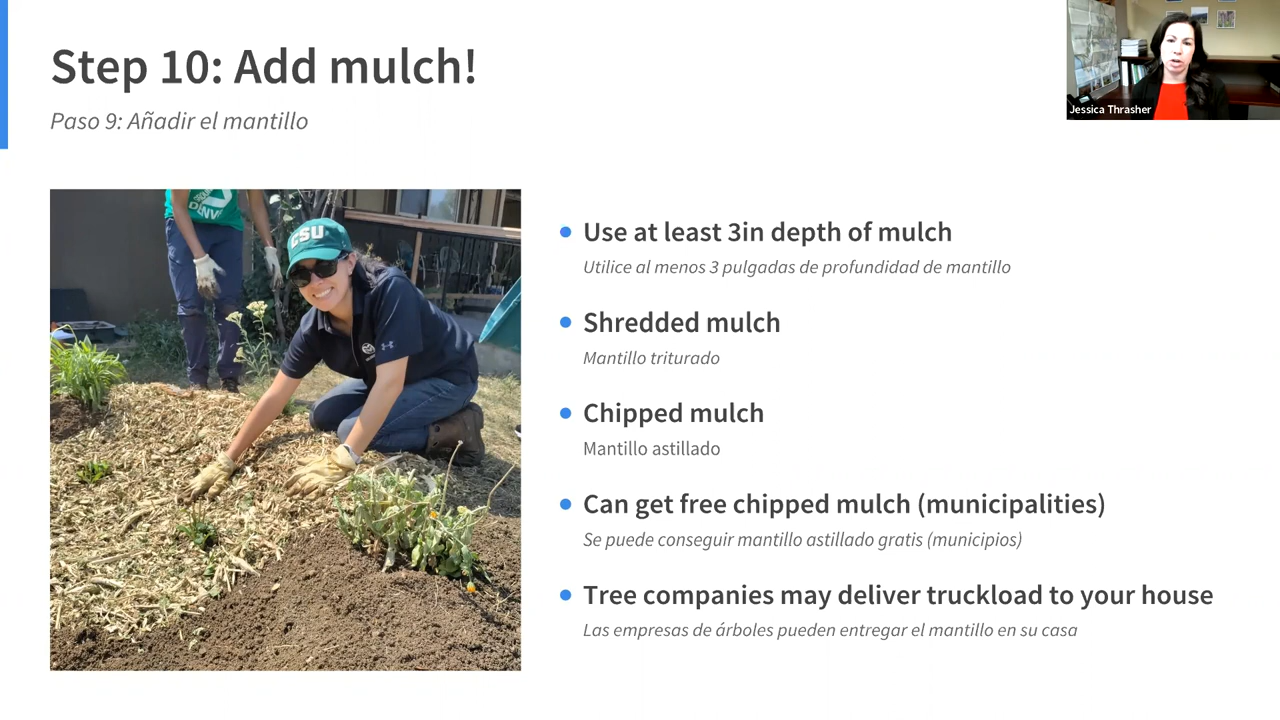 Step 10: Add mulch!
Paso 9: Añadir el mantillo
Jessica Thrasher
DENVE
CSU
Use at least 3in depth of mulch
Utilice al menos 3 pulgadas de profundidad de mantillo
Shredded mulch
Mantillo triturado
Chipped mulch
Mantillo astillado
Can get free chipped mulch (municipalities)
Se puede conseguir mantillo astillado gratis (municipios)
Tree companies may deliver truckload to your house
Las empresas de árboles pueden entregar el mantillo en su casa